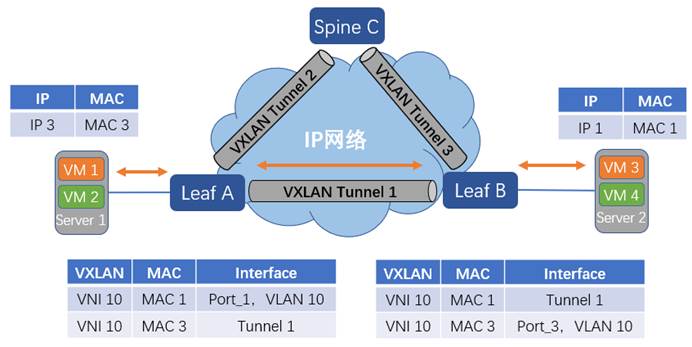 Spine C
VXLAN Tunnel 2
VXLAN Tunnel 3
IP网络
VXLAN Tunnel 1
IP MAC
IP 3 MAC 3
IP MAC
IP 1 MAC 1
VM 1
VM 2
Server 1
Leaf A
Leaf B
VM 3
VM 4
Server 2
VXLAN MAC Interface
VNI 10 MAC 1 Port_1，VLAN 10
VNI 10 MAC 3 Tunnel 1
VXLAN MAC Interface
VNI 10 MAC 1 Tunnel 1
VNI 10 MAC 3 Port_3，VLAN 10